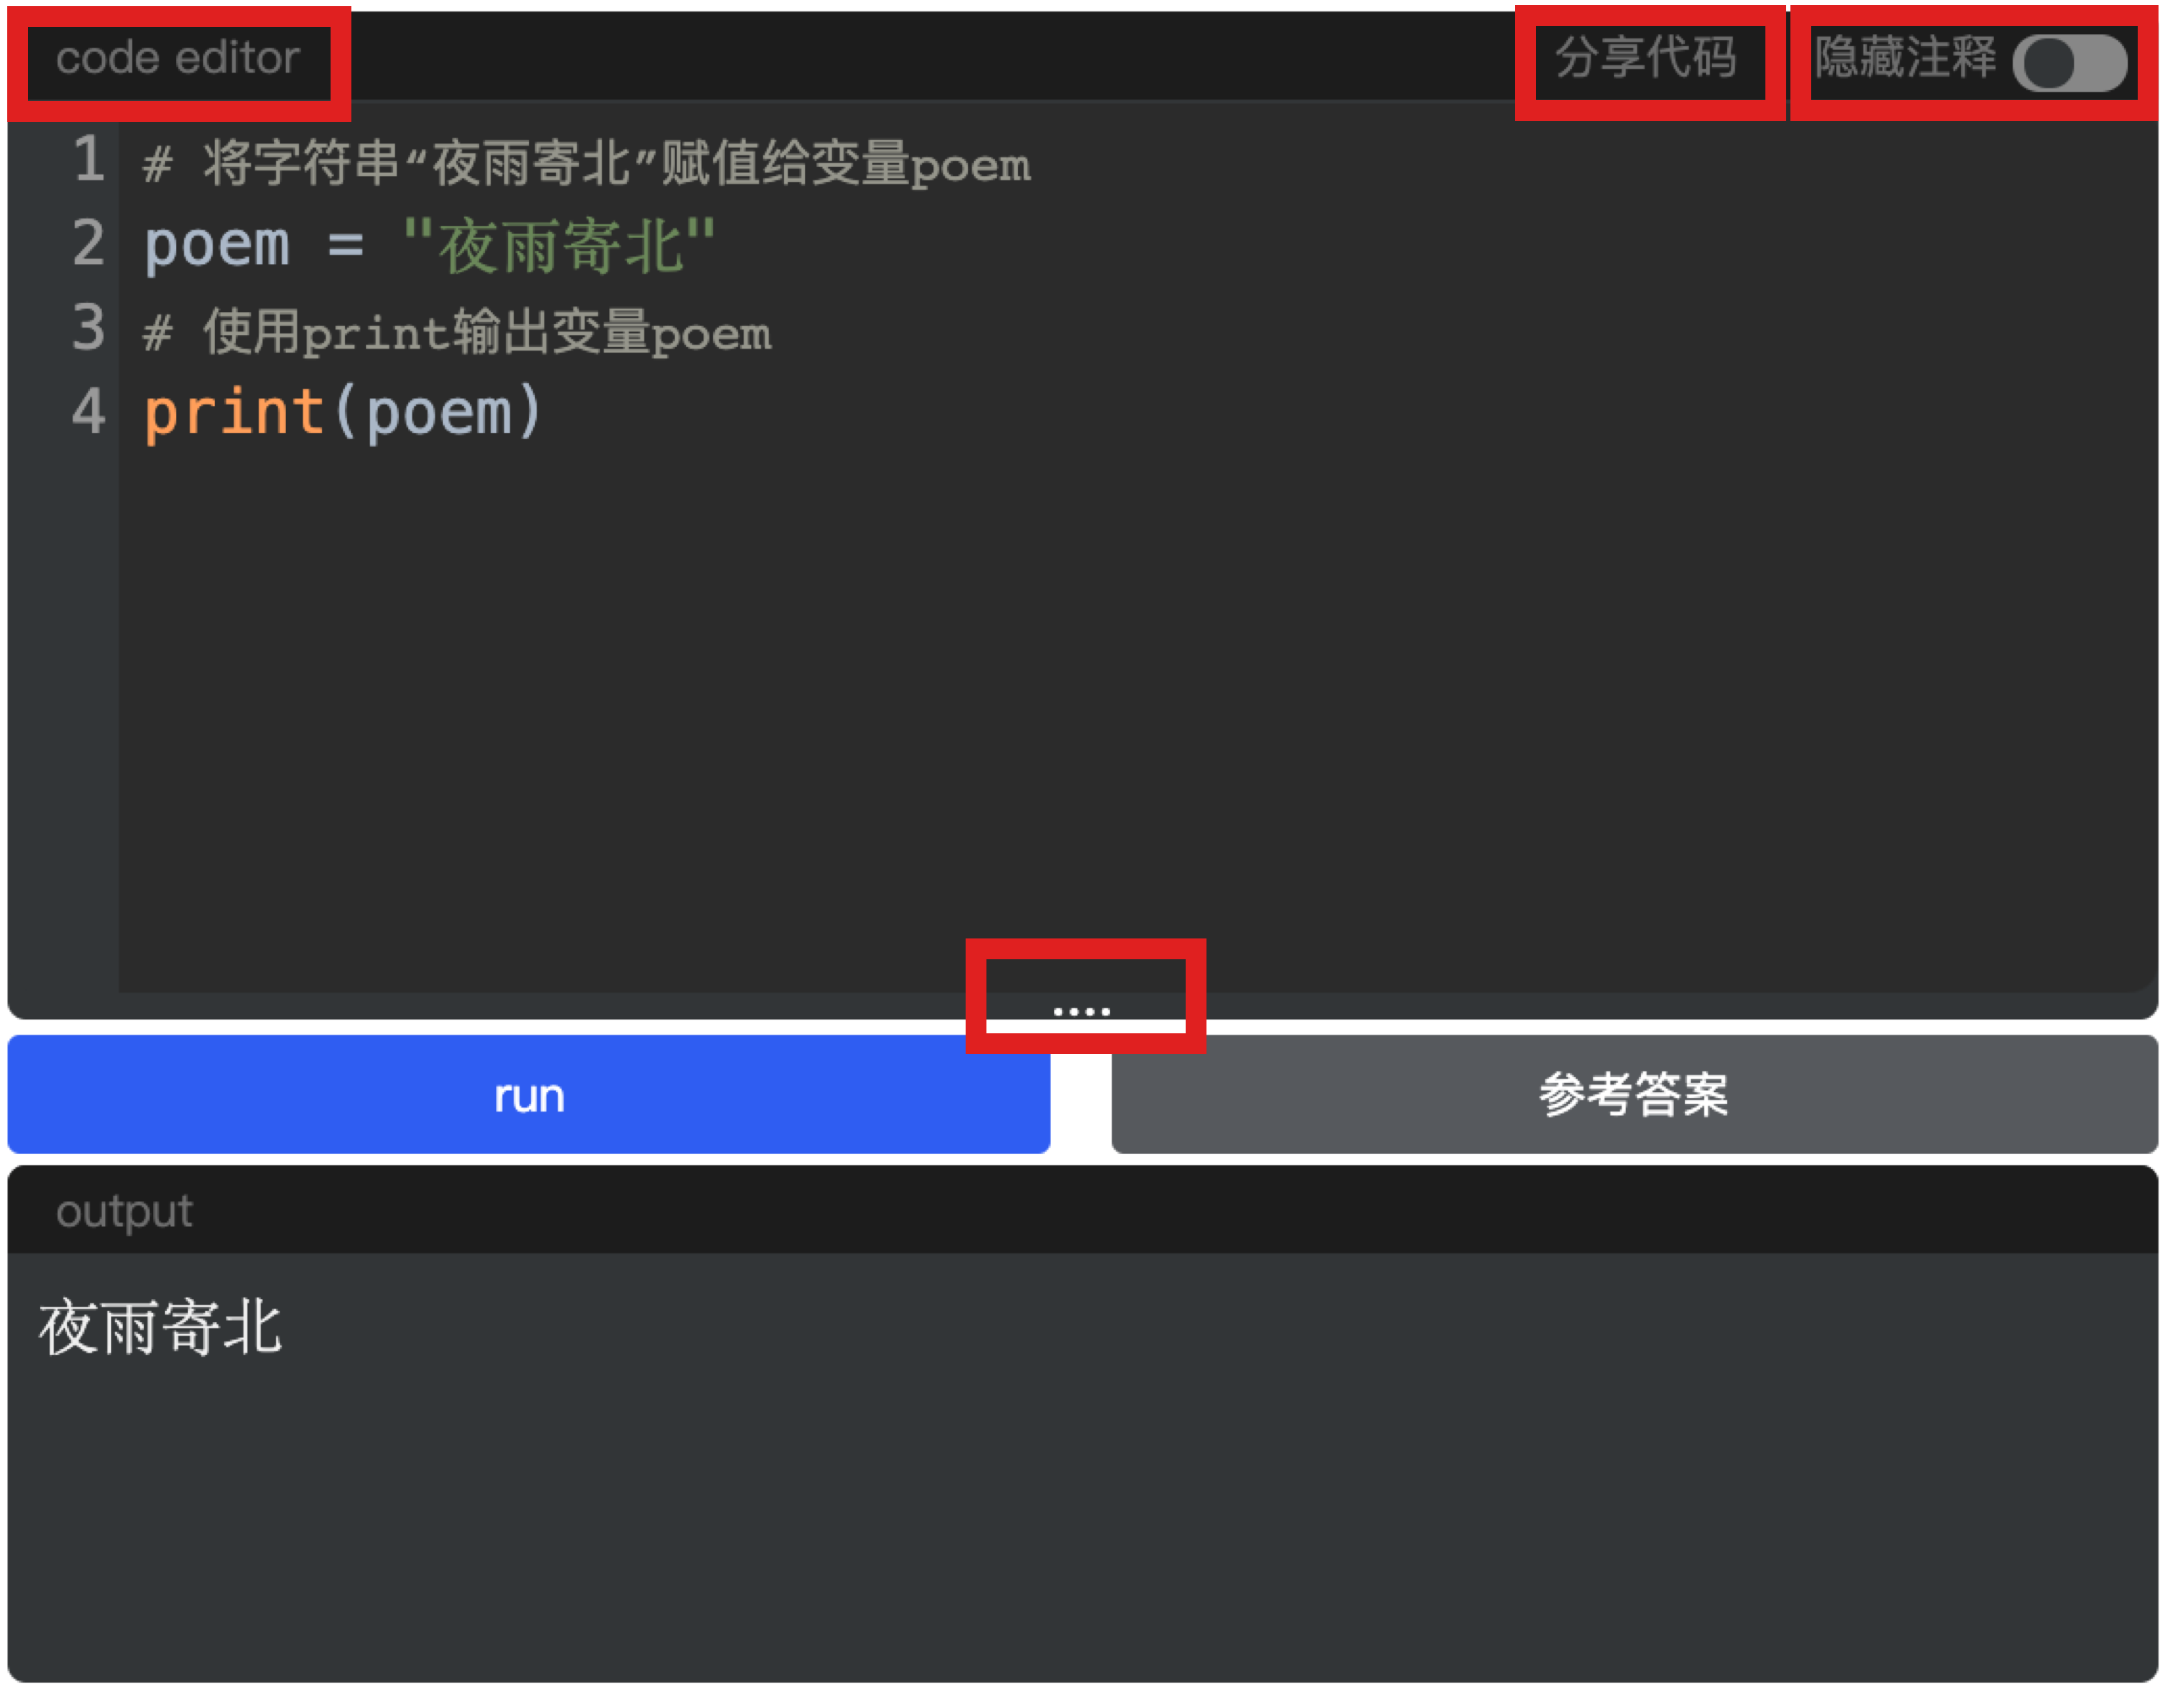 code editor 分享代码 隐藏注释
1 # 将字符串“夜雨寄北”赋值给变量poem
2 poem = "夜雨寄北"
3 # 使用print输出变量poem
4 print(poem)
....
run 参考答案
output
夜雨寄北